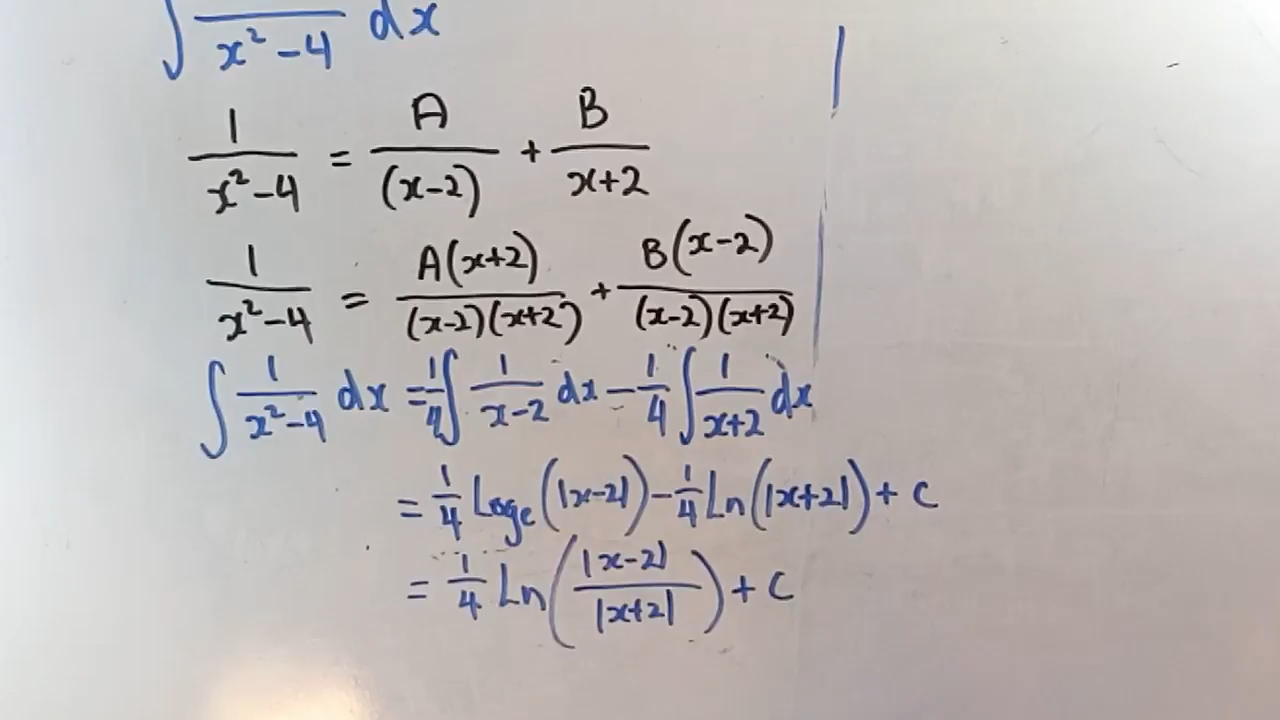 ∫ ─── dx
x² – 4
1/(x² – 4) = A/((x–2)) + B/(x+2)
1/(x² – 4) = A(x+2)/((x–2)(x+2)) + B(x–2)/((x–2)(x+2))
∫ 1/(x² – 4) dx = 1/4 ∫ 1/(x–2) dx – 1/4 ∫ 1/(x+2) dx
= 1/4 Loge(|x–2|) – 1/4 Ln(|x+2|) + C
= 1/4 Ln(|x–2|/|x+2|) + C